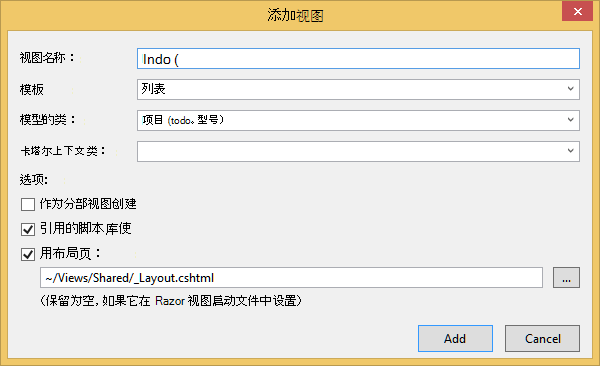 添加视图
视图名称：
Indo (
模板
列表
模型的类：
项目 (todo。型号）
卡塔尔上下文类：
选项:
作为分部视图创建
引用的脚本库使
用布局页：
~/Views/Shared/_Layout.cshtml
...
(保留为空, 如果它在 Razor 视图启动文件中设置)
Add
Cancel